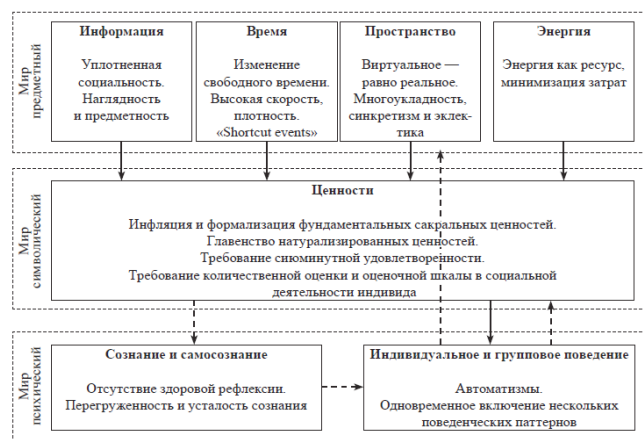 Мир
предметный
Информация
Уплотненная
социальность.
Наглядность
и предметность
Время
Изменение
свободного времени.
Высокая скорость,
плотность.
«Shortcut events»
Пространство
Виртуальное —
равно реальное.
Многоукладность,
синкретизм и эклек-
тика
Энергия
Энергия как ресурс,
минимизация затрат
Мир
символический
Ценности
Инфляция и формализация фундаментальных сакральных ценностей.
Главенство натурализированных ценностей.
Требование сиюминутной удовлетворенности.
Требование количественной оценки и оценочной шкалы в социальной
деятельности индивида
Мир
психический
Сознание и самосознание
Отсутствие здоровой рефлексии.
Перегруженность и усталость сознания
Индивидуальное и групповое поведение
Автоматизмы.
Одновременное включение нескольких
поведенческих паттернов